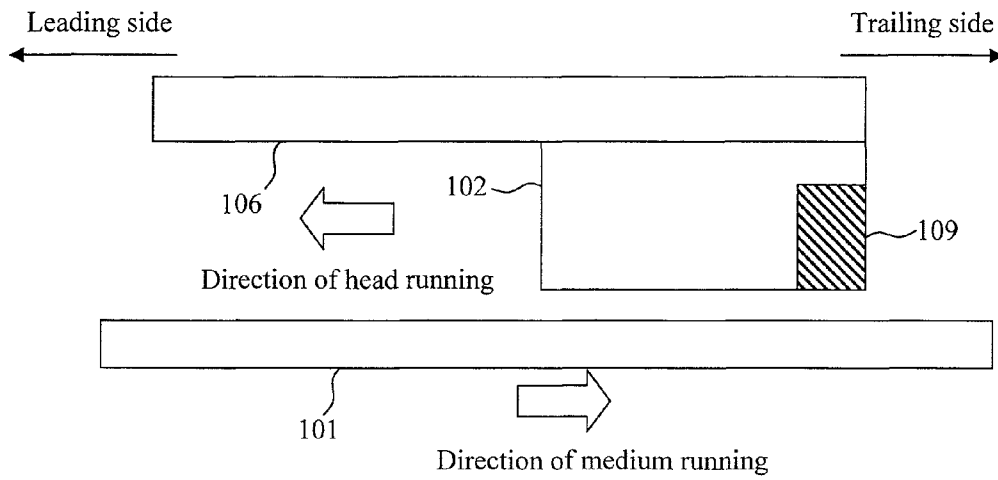 Leading side
Trailing side
102
106
109
Direction of head running
101
Direction of medium running